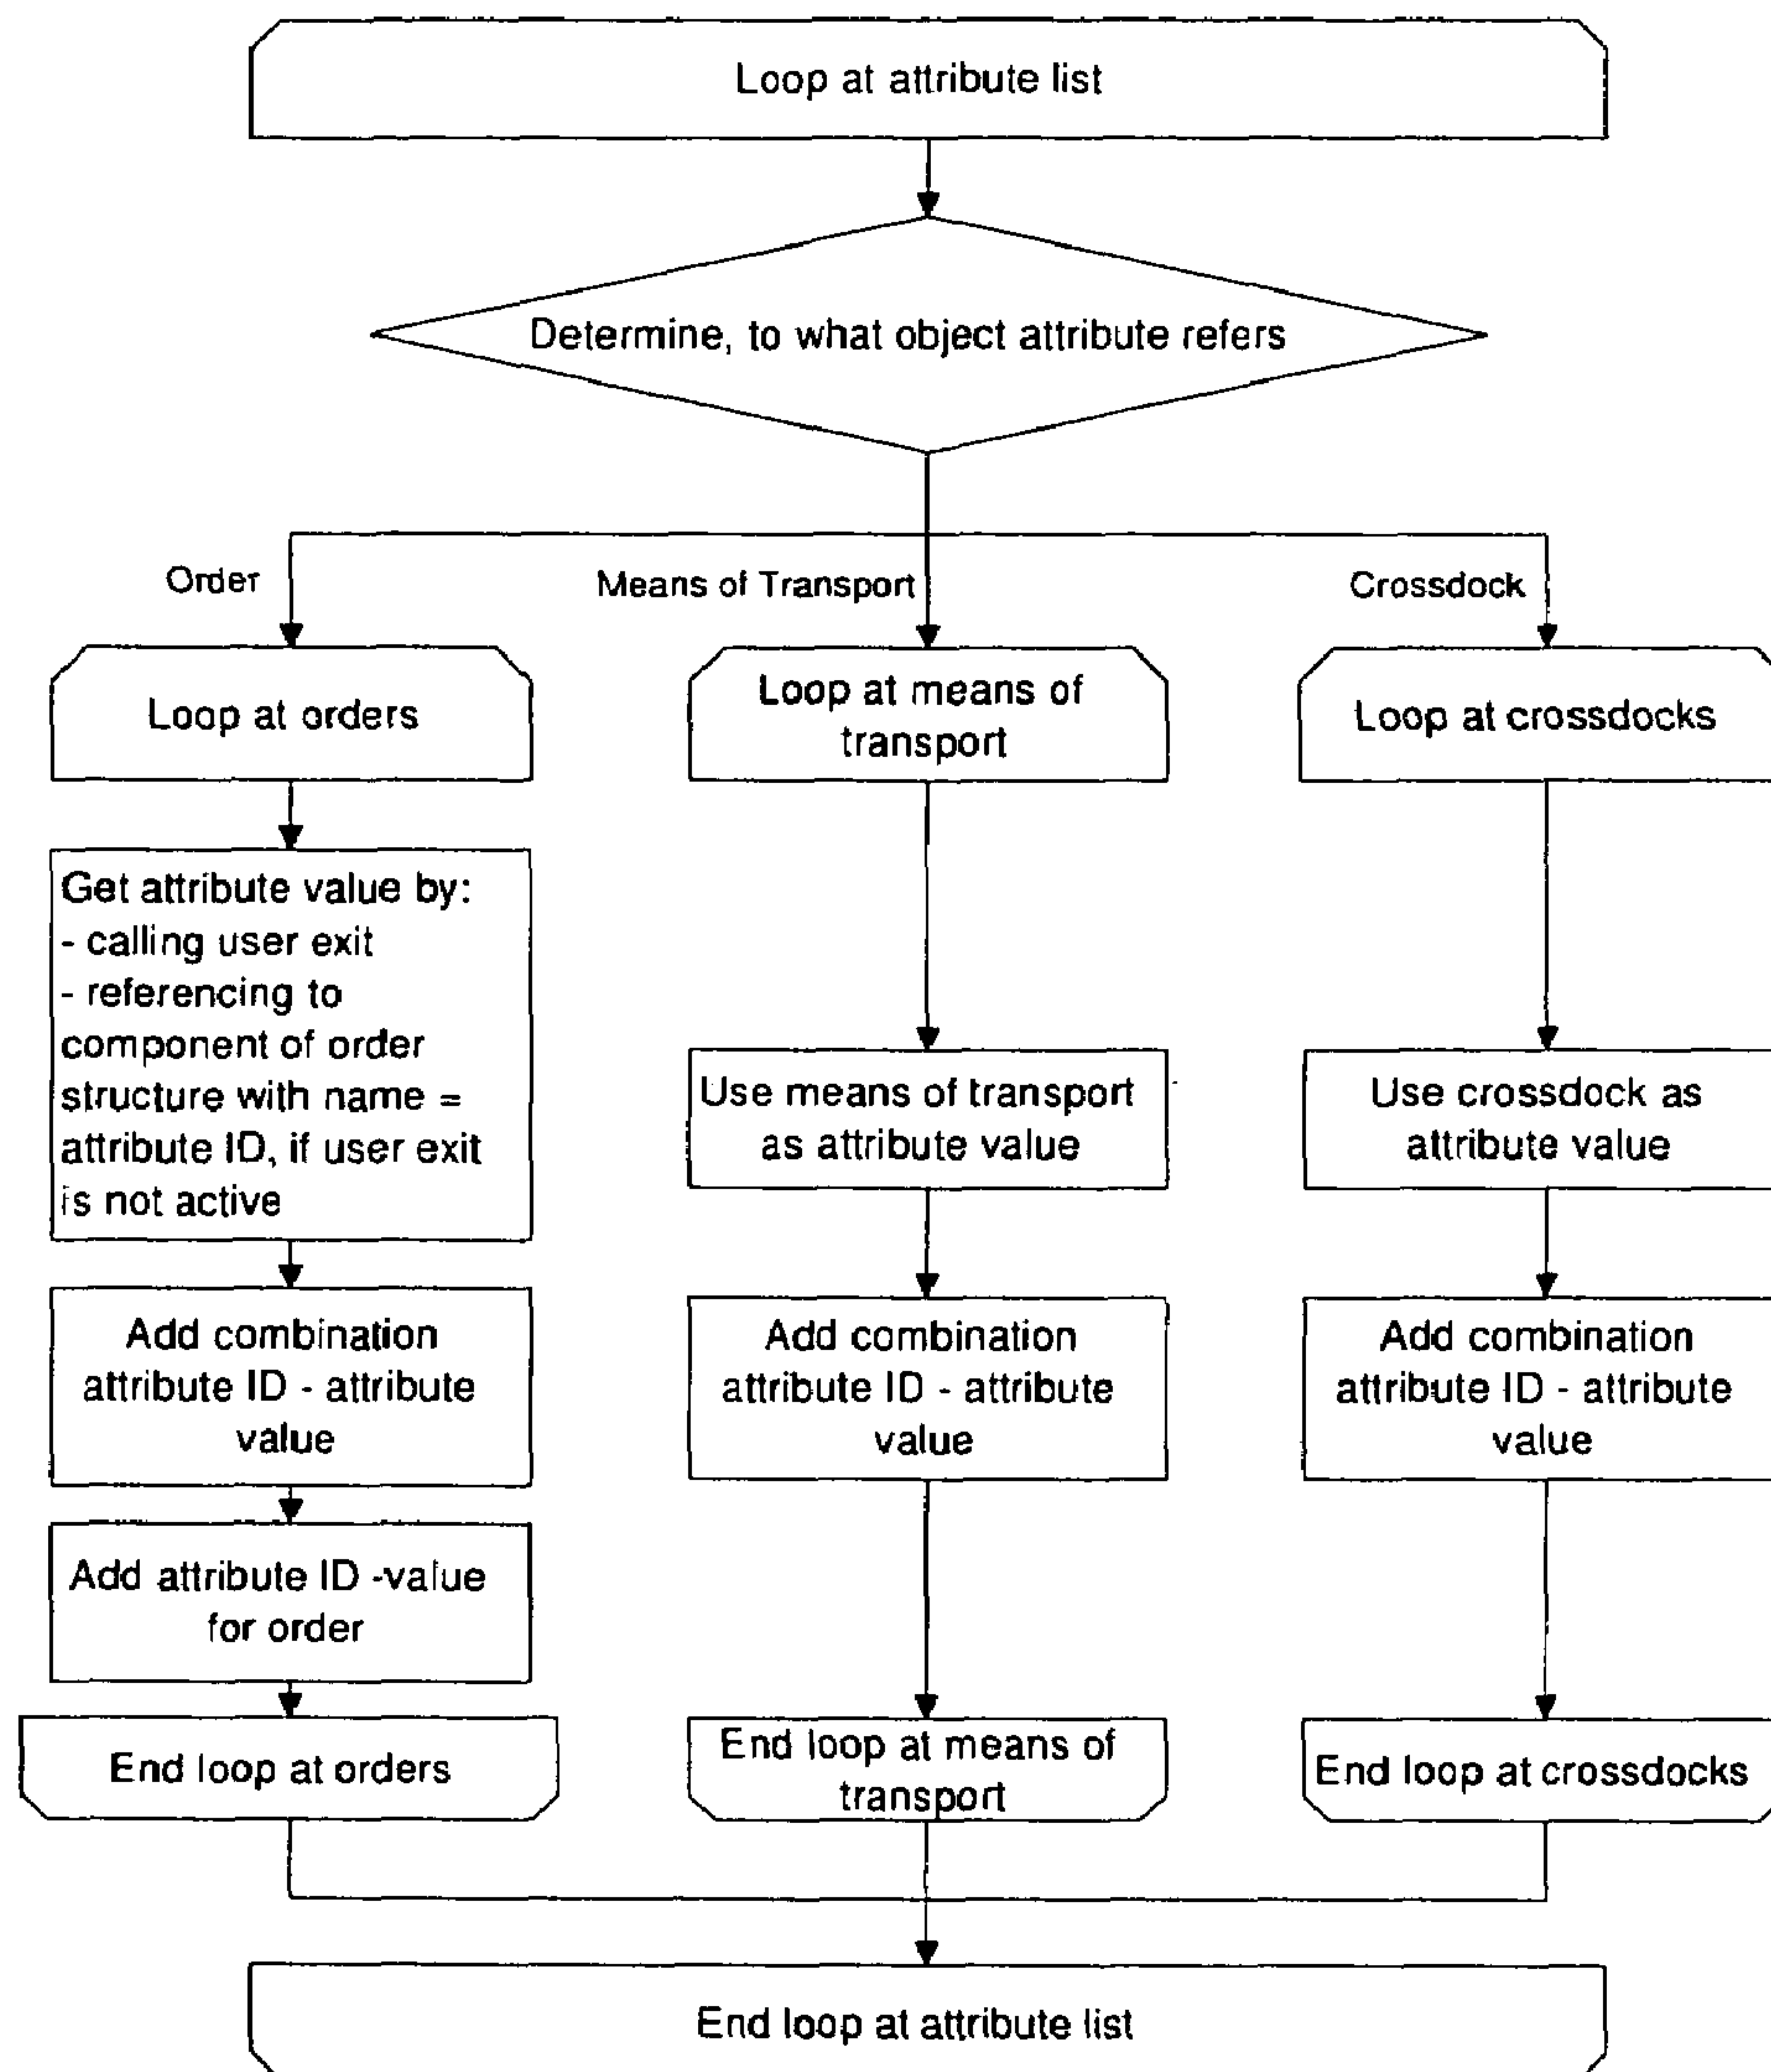 Loop at attribute list
Determine, to what object attribute refers
Order
Means of Transport
Crossdock
Loop at orders
Loop at means of
transport
Loop at crossdocks
Get attribute value by:
- calling user exit
- referencing to
component of order
structure with name =
attribute ID, if user exit
is not active
Use means of transport
as attribute value
Use crossdock as
attribute value
Add combination
attribute ID - attribute
value
Add combination
attribute ID - attribute
value
Add combination
attribute ID - attribute
value
Add attribute ID -value
for order
End loop at orders
End loop at means of
transport
End loop at crossdocks
End loop at attribute list